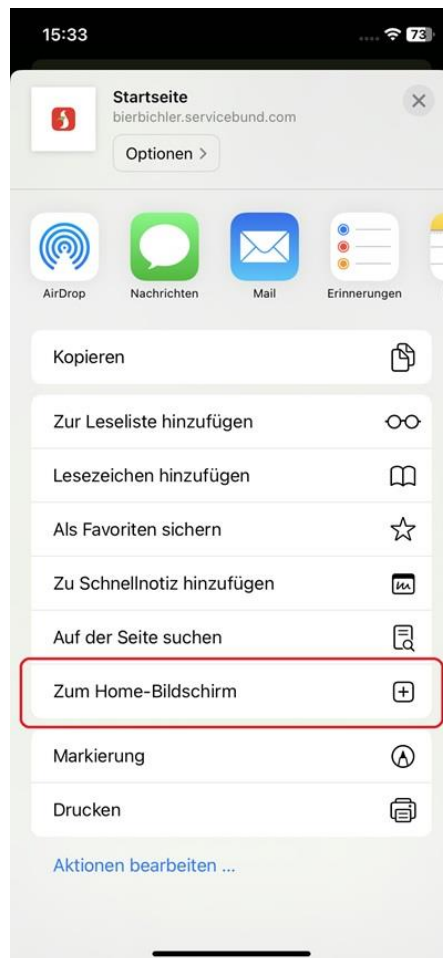 15:33
73
Startseite
bierbichler.servicebund.com
Optionen >
AirDrop
Nachrichten
Mail
Erinnerungen
Kopieren
Zur Leseliste hinzufügen
Lesezeichen hinzufügen
Als Favoriten sichern
Zu Schnellnotiz hinzufügen
Auf der Seite suchen
Zum Home-Bildschirm
Markierung
Drucken
Aktionen bearbeiten ...